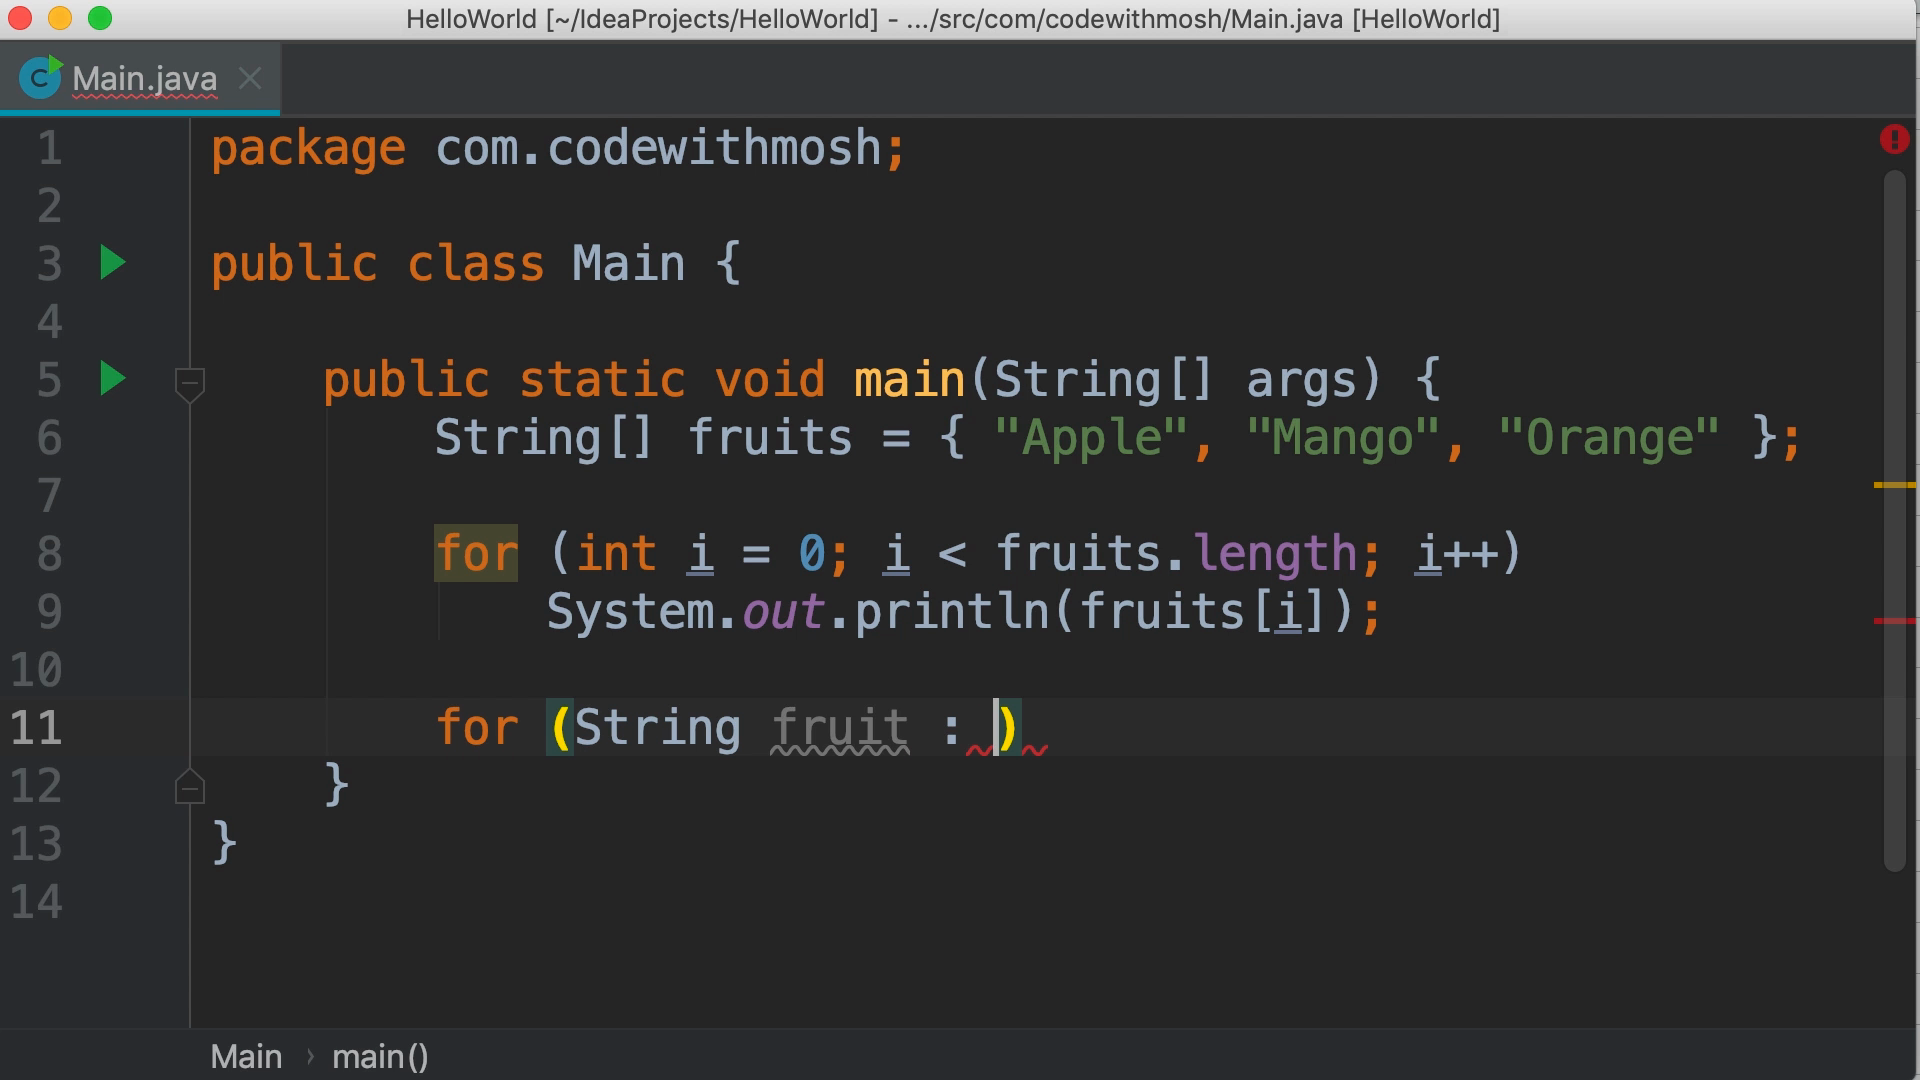 HelloWorld [~/IdeaProjects/HelloWorld] - .../src/com/codewithmosh/Main.java [HelloWorld]
Main.java
1 package com.codewithmosh;
2
3 public class Main {
4
5 public static void main(String[] args) {
6 String[] fruits = { "Apple", "Mango", "Orange" };
7
8 for (int i = 0; i < fruits.length; i++)
9 System.out.println(fruits[i]);
10
11 for (String fruit : )
12 }
13 }
14
Main › main()